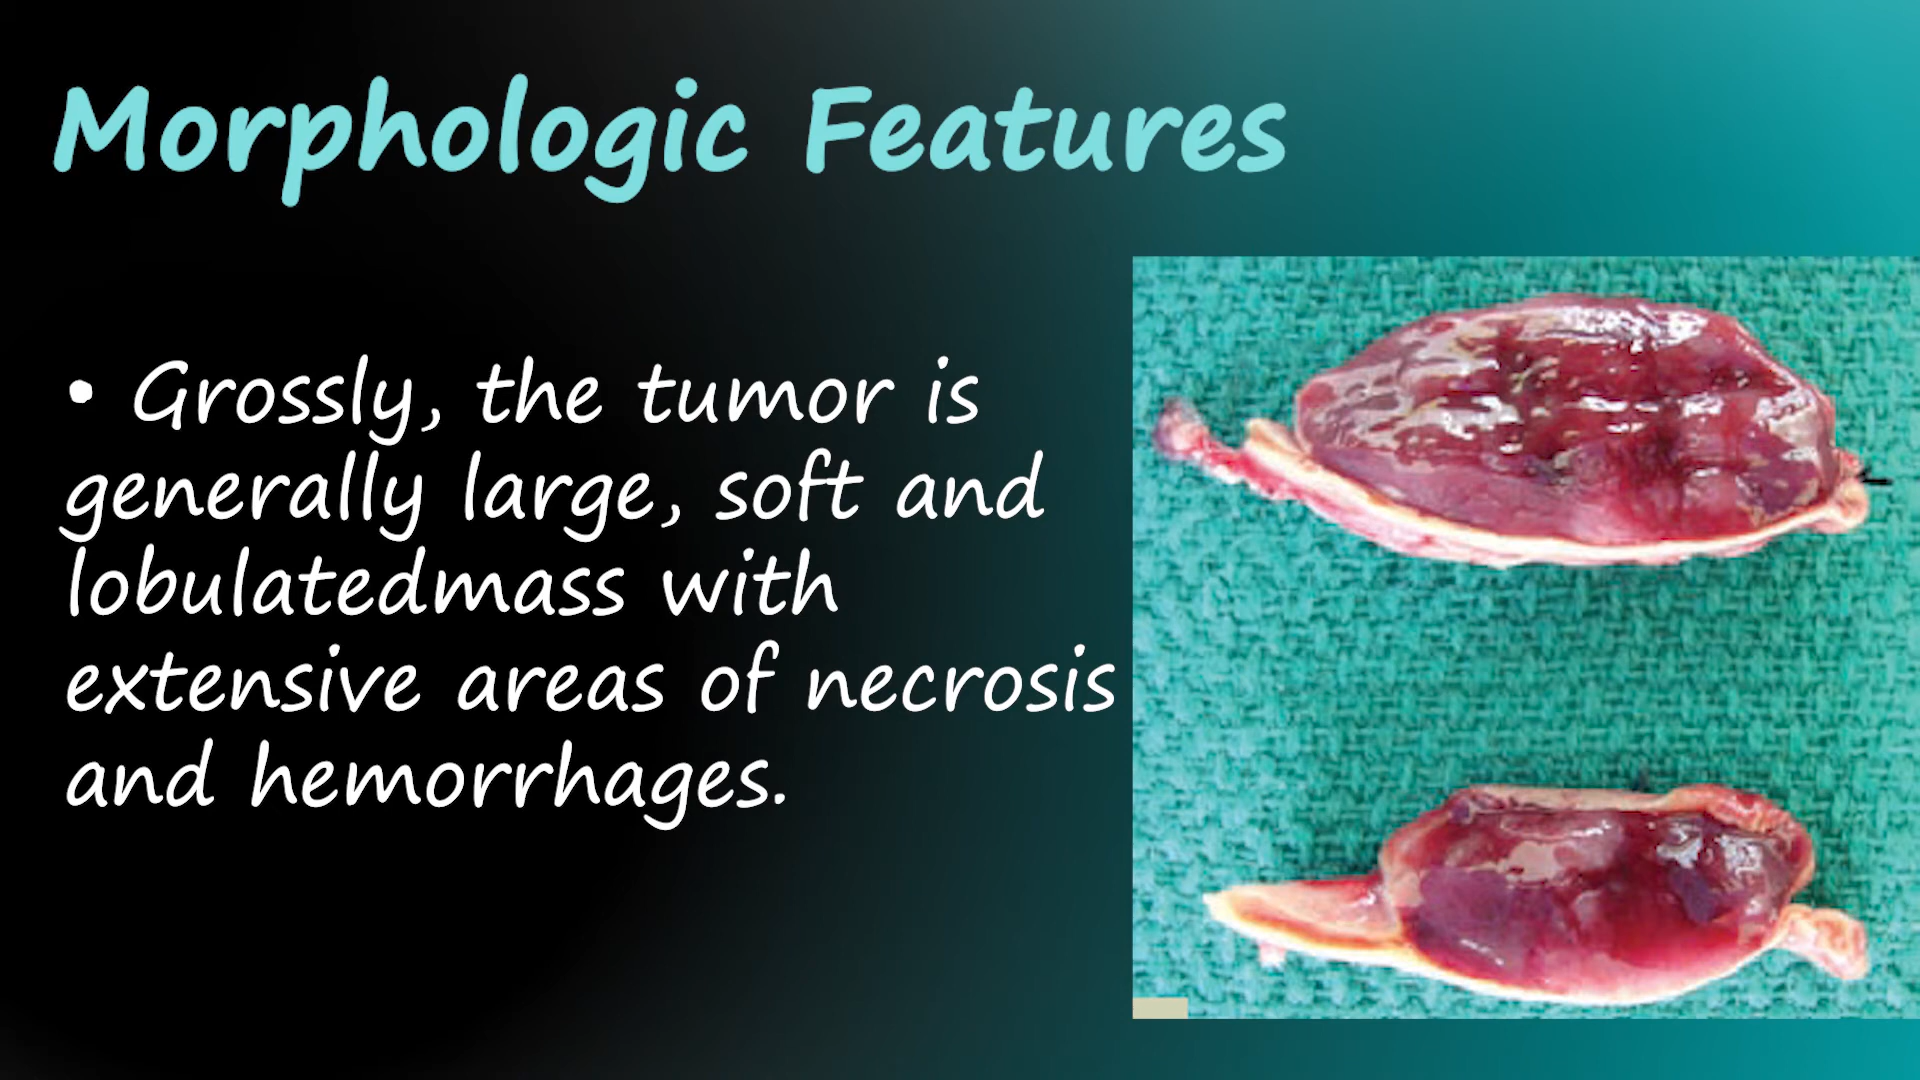 Morphologic Features
• Grossly, the tumor is
generally large, soft and
lobulatedmass with
extensive areas of necrosis
and hemorrhages.